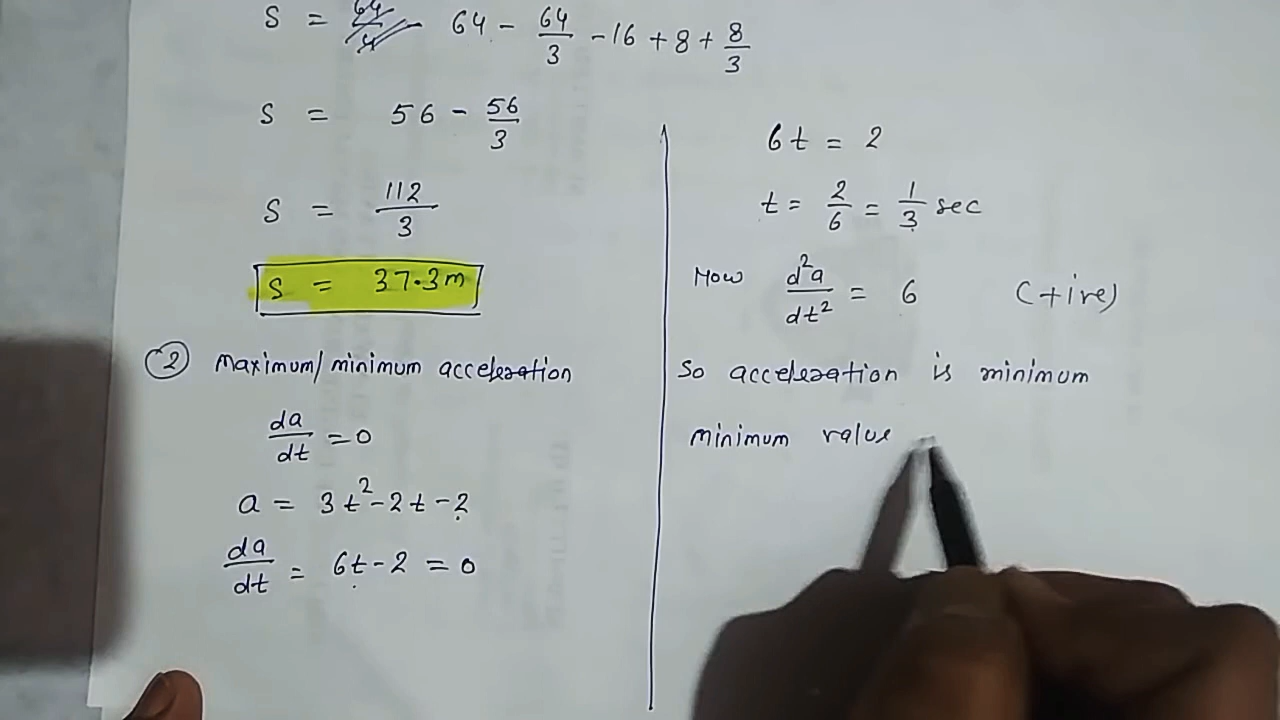 S = 64/4 - 64 - 64/3 - 16 + 8 + 8/3
S = 56 - 56/3
S = 112/3
S = 37.3m
(2) Maximum/minimum acceleration
da/dt = 0
a = 3t² - 2t - 2
da/dt = 6t - 2 = 0
6t = 2
t = 2/6 = 1/3 sec
Now d²a/dt² = 6 (+ive)
So acceleration is minimum
minimum value